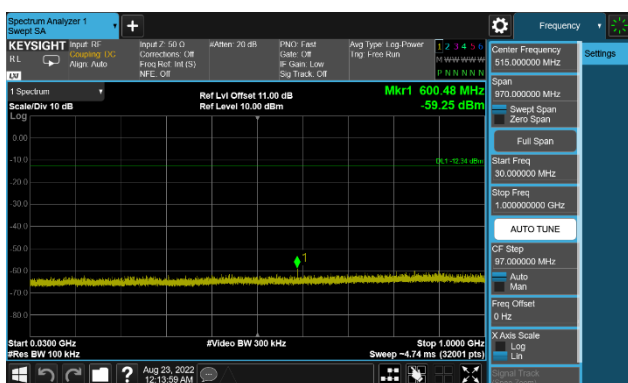 Spectrum Analyzer 1
Swept SA
Frequency
KEYSIGHT
RL
Input: RF
Coupling: DC
Align: Auto
Input Z: 50 Ω
Corrections: Off
Freq Ref: Int (S)
NFE: Off
#Atten: 20 dB
PNO: Fast
Gate: Off
IF Gain: Low
Sig Track: Off
Avg Type: Log-Power
Trig: Free Run
1 2 3 4 5 6
M W W W W W
P N N N N N
Center Frequency
515.000000 MHz
Settings
1 Spectrum
Scale/Div 10 dB
Log
Ref Lvl Offset 11.00 dB
Ref Level 10.00 dBm
Mkr1 600.48 MHz
-59.25 dBm
Span
970.000000 MHz
Swept Span
Zero Span
Full Span
0.00
-10.0
-20.0
-30.0
-40.0
-50.0
-60.0
-70.0
-80.0
DL1 -12.34 dBm
1
Start Freq
30.000000 MHz
Stop Freq
1.000000000 GHz
AUTO TUNE
CF Step
97.000000 MHz
Auto
Man
Freq Offset
0 Hz
X Axis Scale
Log
Lin
Start 0.0300 GHz
#Res BW 100 kHz
#Video BW 300 kHz
Stop 1.0000 GHz
Sweep ~4.74 ms (32001 pts)
Aug 23, 2022
12:13:59 AM
Signal Track